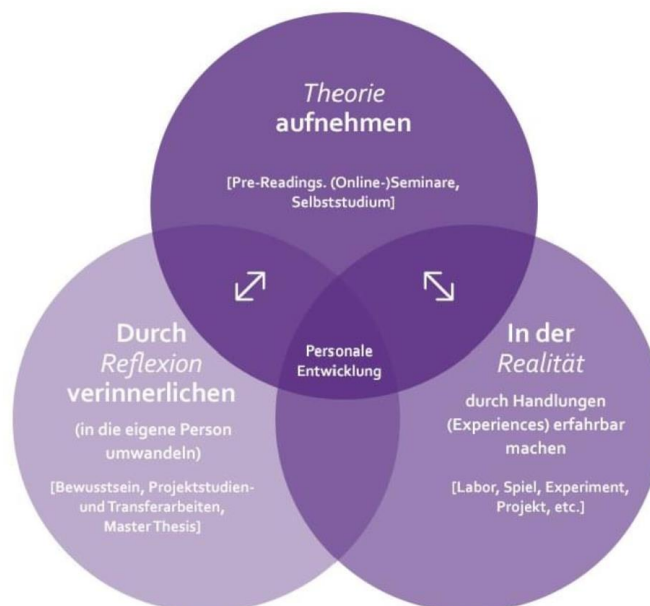 Theorie
aufnehmen
[Pre-Readings. (Online-)Seminare,
Selbststudium]
Personale
Entwicklung
Durch
Reflexion
verinnerlichen
(in die eigene Person
umwandeln)
[Bewusstsein, Projektstudien-
und Transferarbeiten,
Master Thesis]
In der
Realität
durch Handlungen
(Experiences) erfahrbar
machen
[Labor, Spiel, Experiment,
Projekt, etc.]